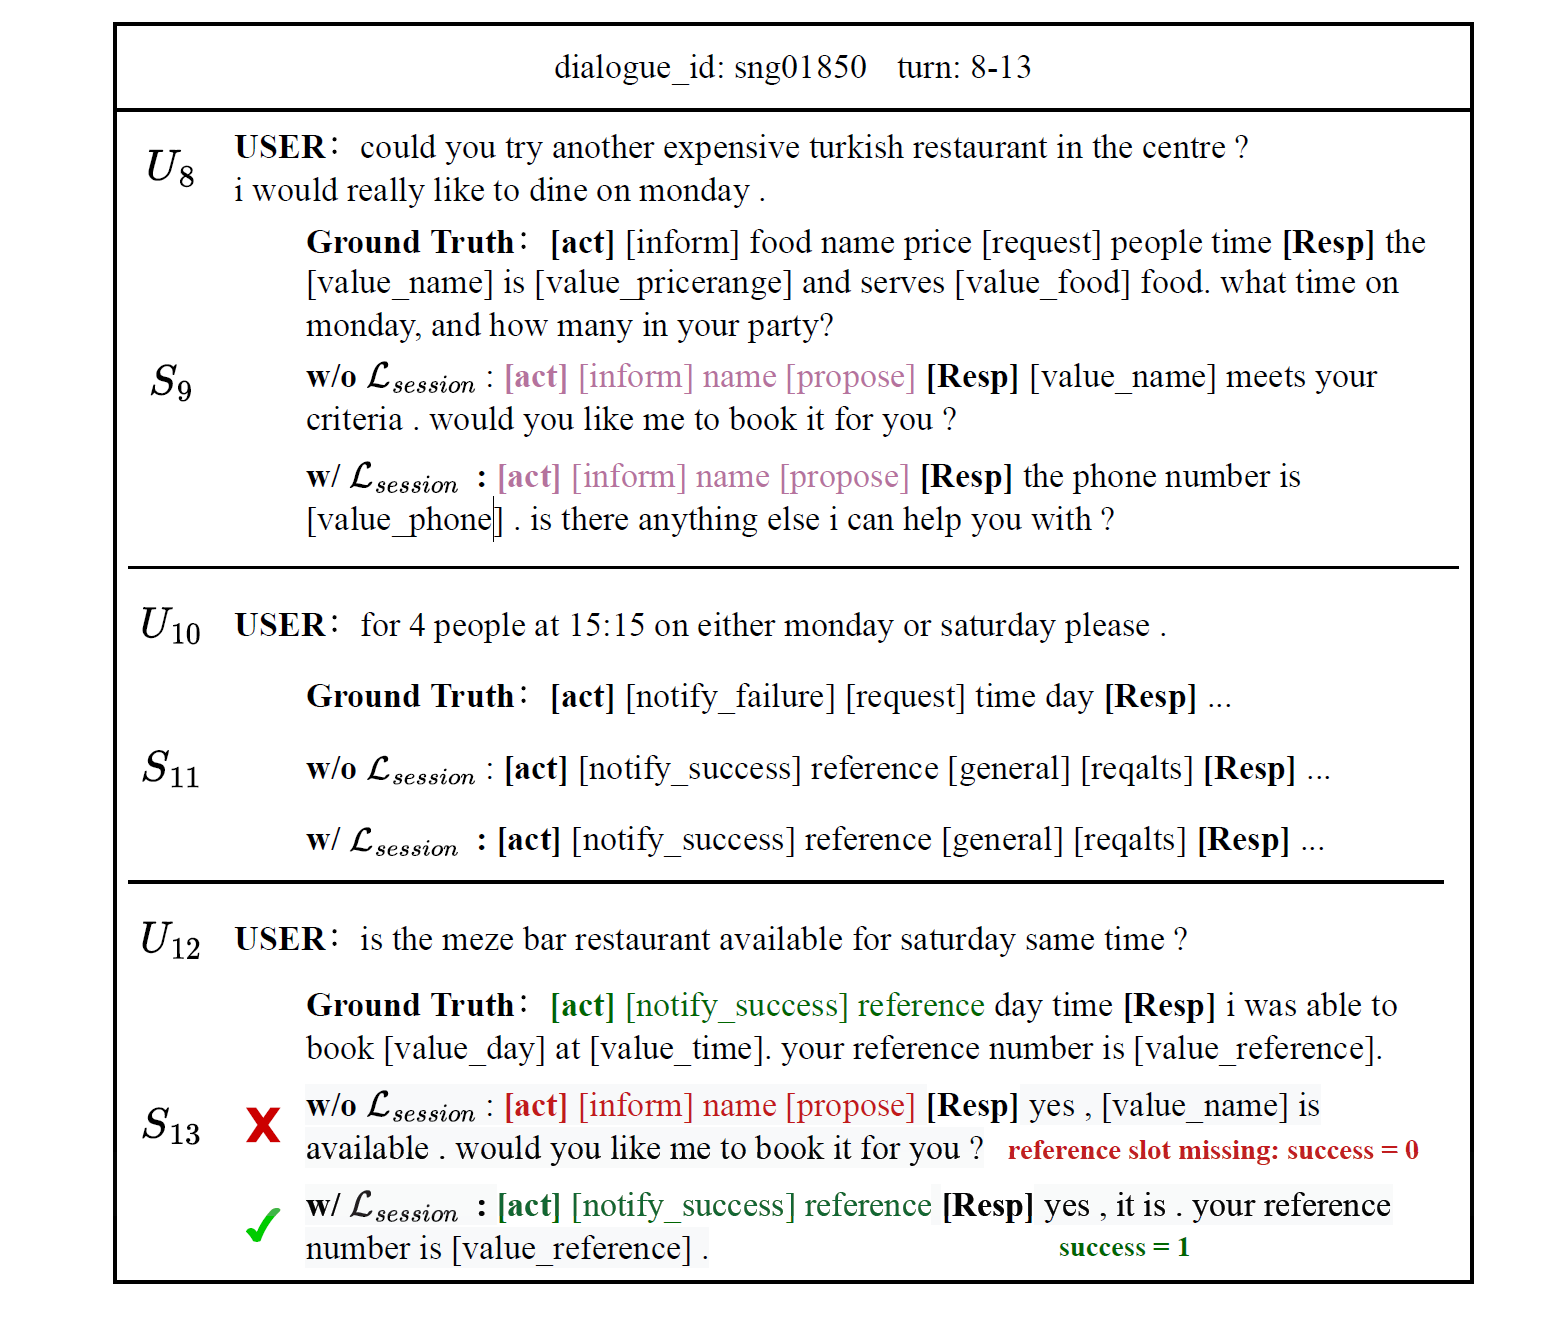 dialogue_id: sng01850 turn: 8-13
U8 USER: could you try another expensive turkish restaurant in the centre ?
i would really like to dine on monday .
Ground Truth: [act] [inform] food name price [request] people time [Resp] the
[value_name] is [value_pricerange] and serves [value_food] food. what time on
monday, and how many in your party?
S9
w/o ℒsession : [act] [inform] name [propose] [Resp] [value_name] meets your
criteria . would you like me to book it for you ?
w/ ℒsession : [act] [inform] name [propose] [Resp] the phone number is
[value_phone] . is there anything else i can help you with ?
U10 USER: for 4 people at 15:15 on either monday or saturday please .
Ground Truth: [act] [notify_failure] [request] time day [Resp] ...
S11 w/o ℒsession : [act] [notify_success] reference [general] [reqalts] [Resp] ...
w/ ℒsession : [act] [notify_success] reference [general] [reqalts] [Resp] ...
U12 USER: is the meze bar restaurant available for saturday same time ?
Ground Truth: [act] [notify_success] reference day time [Resp] i was able to
book [value_day] at [value_time]. your reference number is [value_reference].
S13 X w/o ℒsession : [act] [inform] name [propose] [Resp] yes , [value_name] is
available . would you like me to book it for you ? reference slot missing: success = 0
✓ w/ ℒsession : [act] [notify_success] reference [Resp] yes , it is . your reference
number is [value_reference] . success = 1